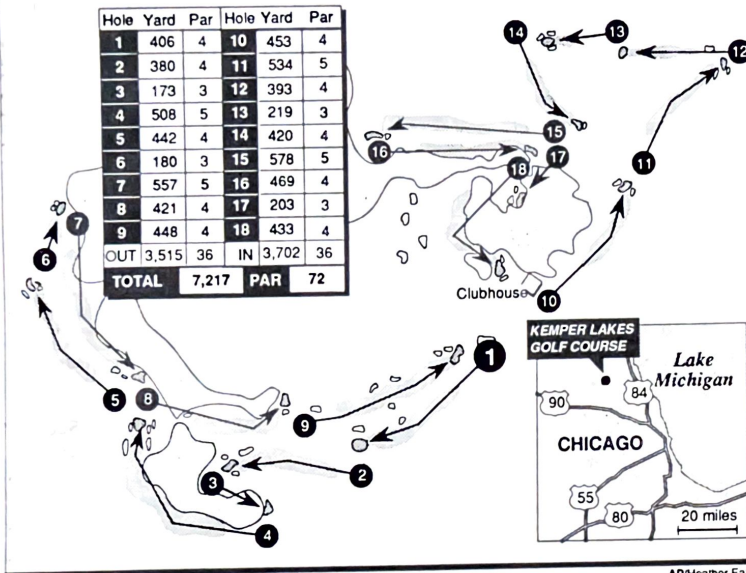 Hole Yard Par Hole Yard Par
1 406 4 10 453 4
2 380 4 11 534 5
3 173 3 12 393 4
4 508 5 13 219 3
5 442 4 14 420 4
6 180 3 15 578 5
7 557 5 16 469 4
8 421 4 17 203 3
9 448 4 18 433 4
OUT 3,515 36 IN 3,702 36
TOTAL 7,217 PAR 72
14
13
12
15
16
18
17
11
7
6
Clubhouse
10
1
5
8
9
2
3
4
KEMPER LAKES
GOLF COURSE
Lake
Michigan
90
84
CHICAGO
55
80
20 miles